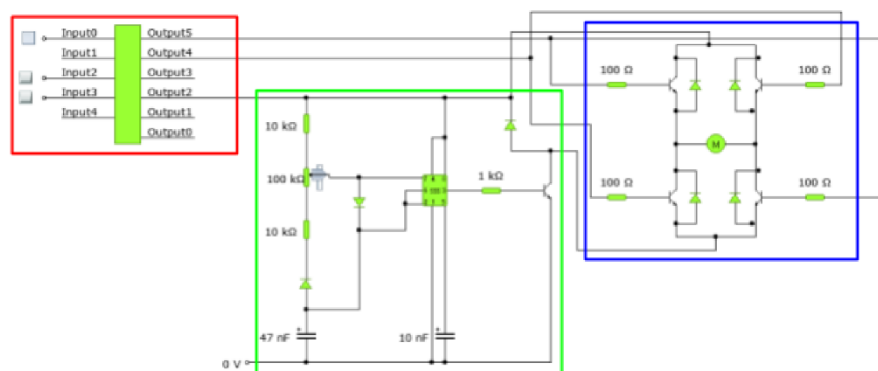 Input0 Output5
Input1 Output4
Input2 Output3
Input3 Output2
Input4 Output1
Output0
10 kΩ
100 kΩ
10 kΩ
47 nF
10 nF
0 V
1 kΩ
100 Ω
100 Ω
M
100 Ω
100 Ω